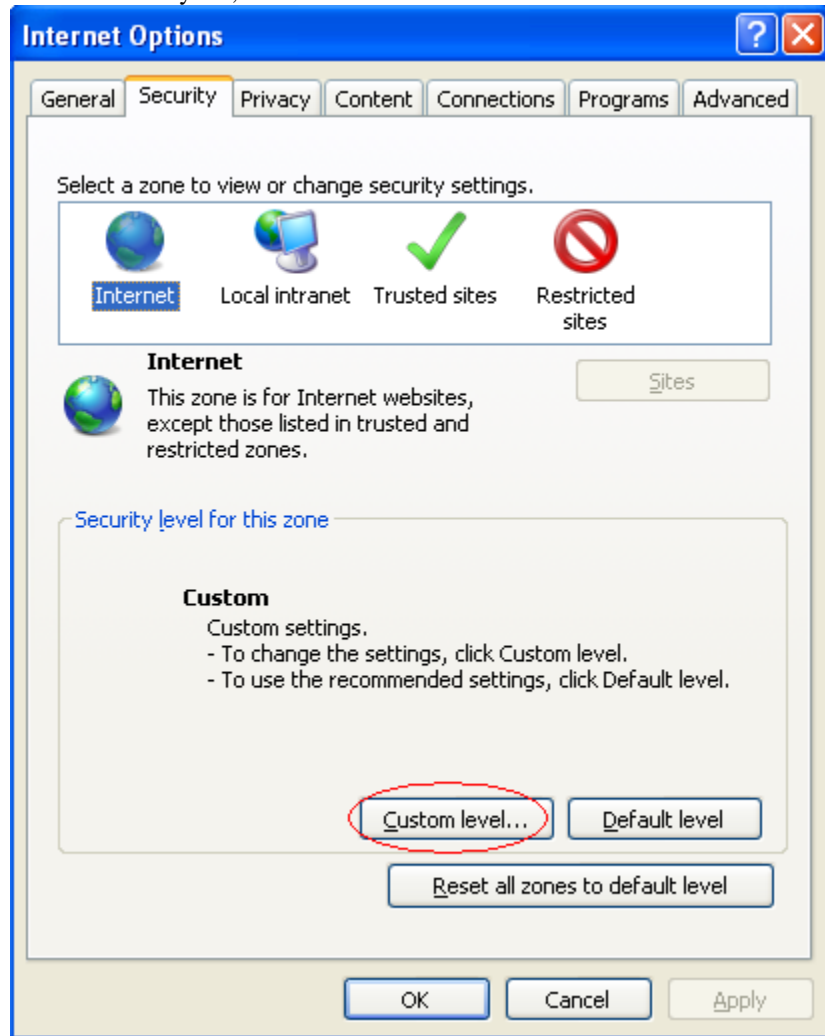 Internet Options
General Security Privacy Content Connections Programs Advanced
Select a zone to view or change security settings.
Internet Local intranet Trusted sites Restricted
sites
Internet
Sites
This zone is for Internet websites,
except those listed in trusted and
restricted zones.
Security level for this zone
Custom
Custom settings.
- To change the settings, click Custom level.
- To use the recommended settings, click Default level.
Custom level... Default level
Reset all zones to default level
OK Cancel Apply